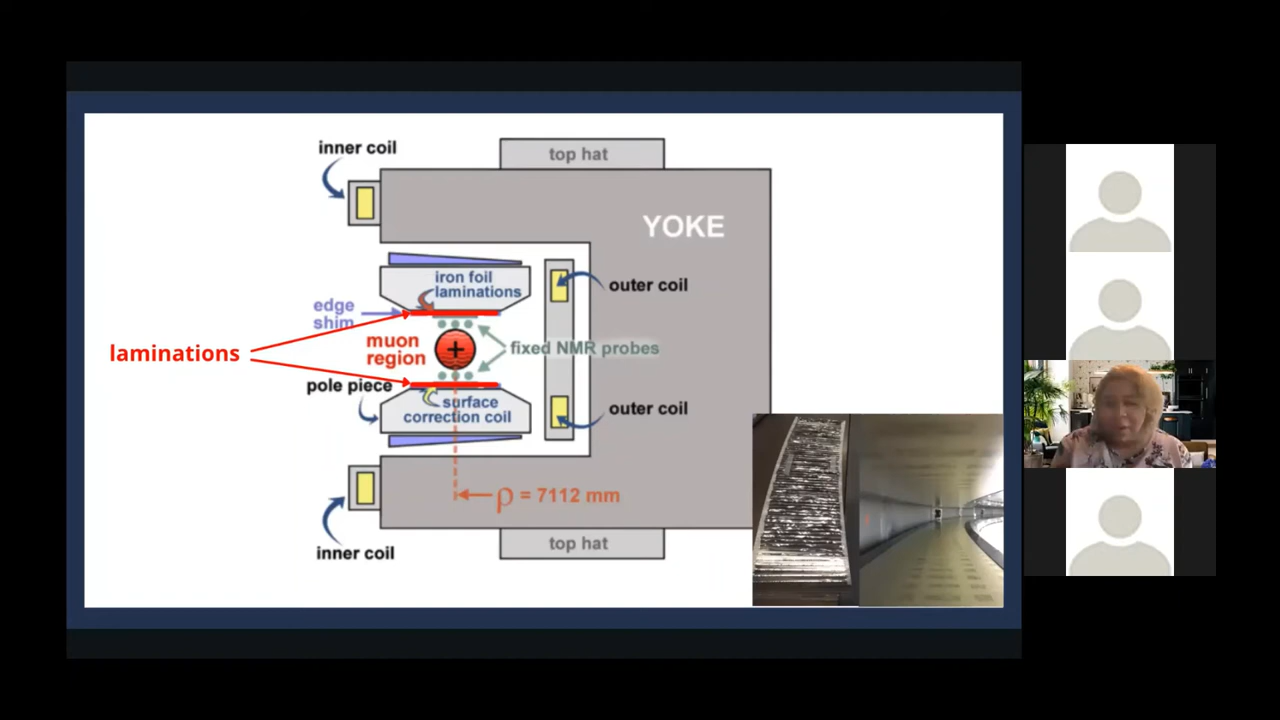 inner coil
top hat
YOKE
iron foil
laminations
outer coil
edge
shim
muon
region
fixed NMR probes
laminations
pole piece
surface
correction coil
outer coil
ρ = 7112 mm
inner coil
top hat